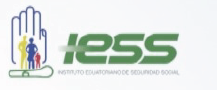 IESS
INSTITUTO ECUATORIANO DE SEGURIDAD SOCIAL